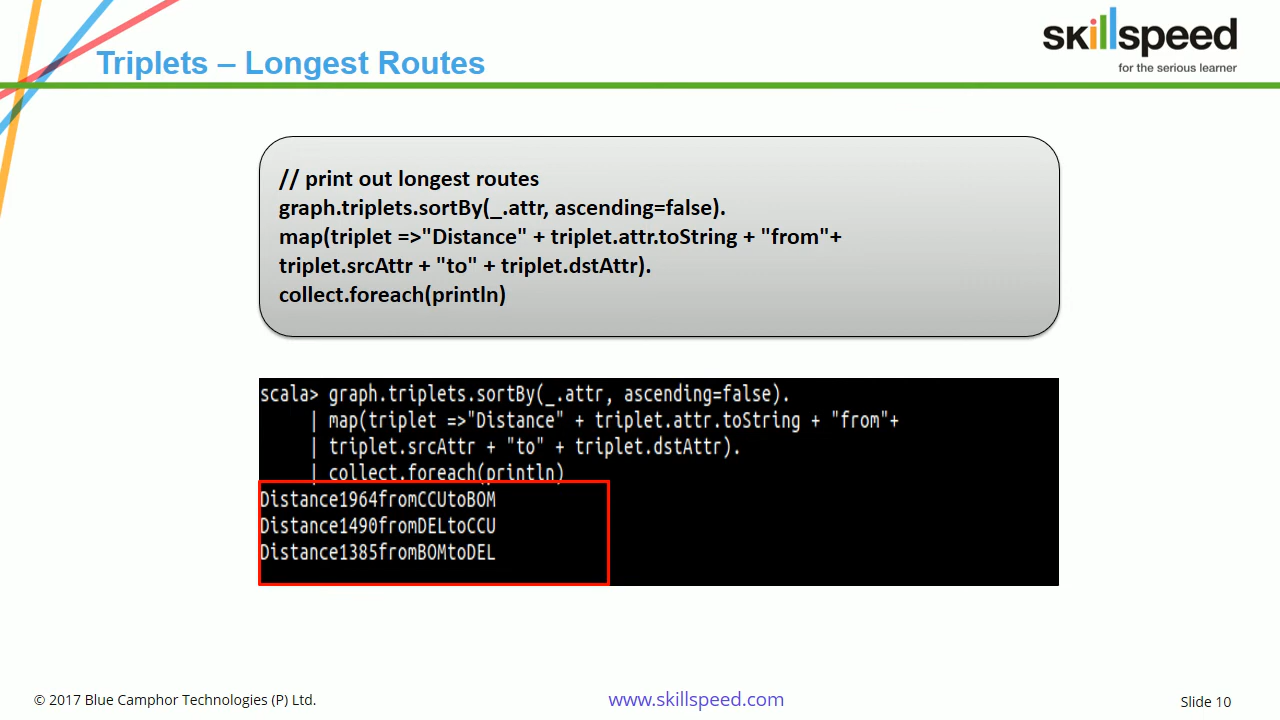 Triplets – Longest Routes
skillspeed
for the serious learner
// print out longest routes
graph.triplets.sortBy(_.attr, ascending=false).
map(triplet =>"Distance" + triplet.attr.toString + "from"+
triplet.srcAttr + "to" + triplet.dstAttr).
collect.foreach(println)
scala> graph.triplets.sortBy(_.attr, ascending=false).
| map(triplet =>"Distance" + triplet.attr.toString + "from"+
| triplet.srcAttr + "to" + triplet.dstAttr).
| collect.foreach(println)
Distance1964fromCCUtoBOM
Distance1490fromDELtoCCU
Distance1385fromBOMtoDEL
© 2017 Blue Camphor Technologies (P) Ltd.
www.skillspeed.com
Slide 10